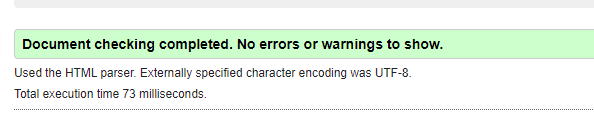 Document checking completed. No errors or warnings to show.
Used the HTML parser. Externally specified character encoding was UTF-8.
Total execution time 73 milliseconds.